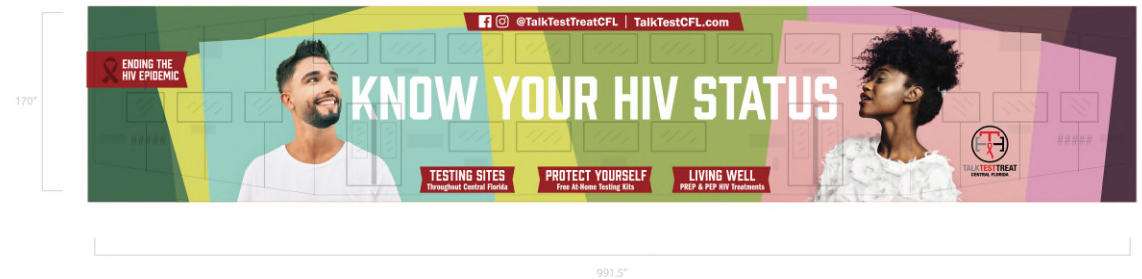 @TalkTestTreatCFL | TalkTestCFL.com
ENDING THE
HIV EPIDEMIC
170"
KNOW YOUR HIV STATUS
#####
#####
TALKTESTTREAT
CENTRAL FLORIDA
TESTING SITES
Throughout Central Florida
PROTECT YOURSELF
Free At-Home Testing Kits
LIVING WELL
PREP & PEP HIV Treatments
991.5"